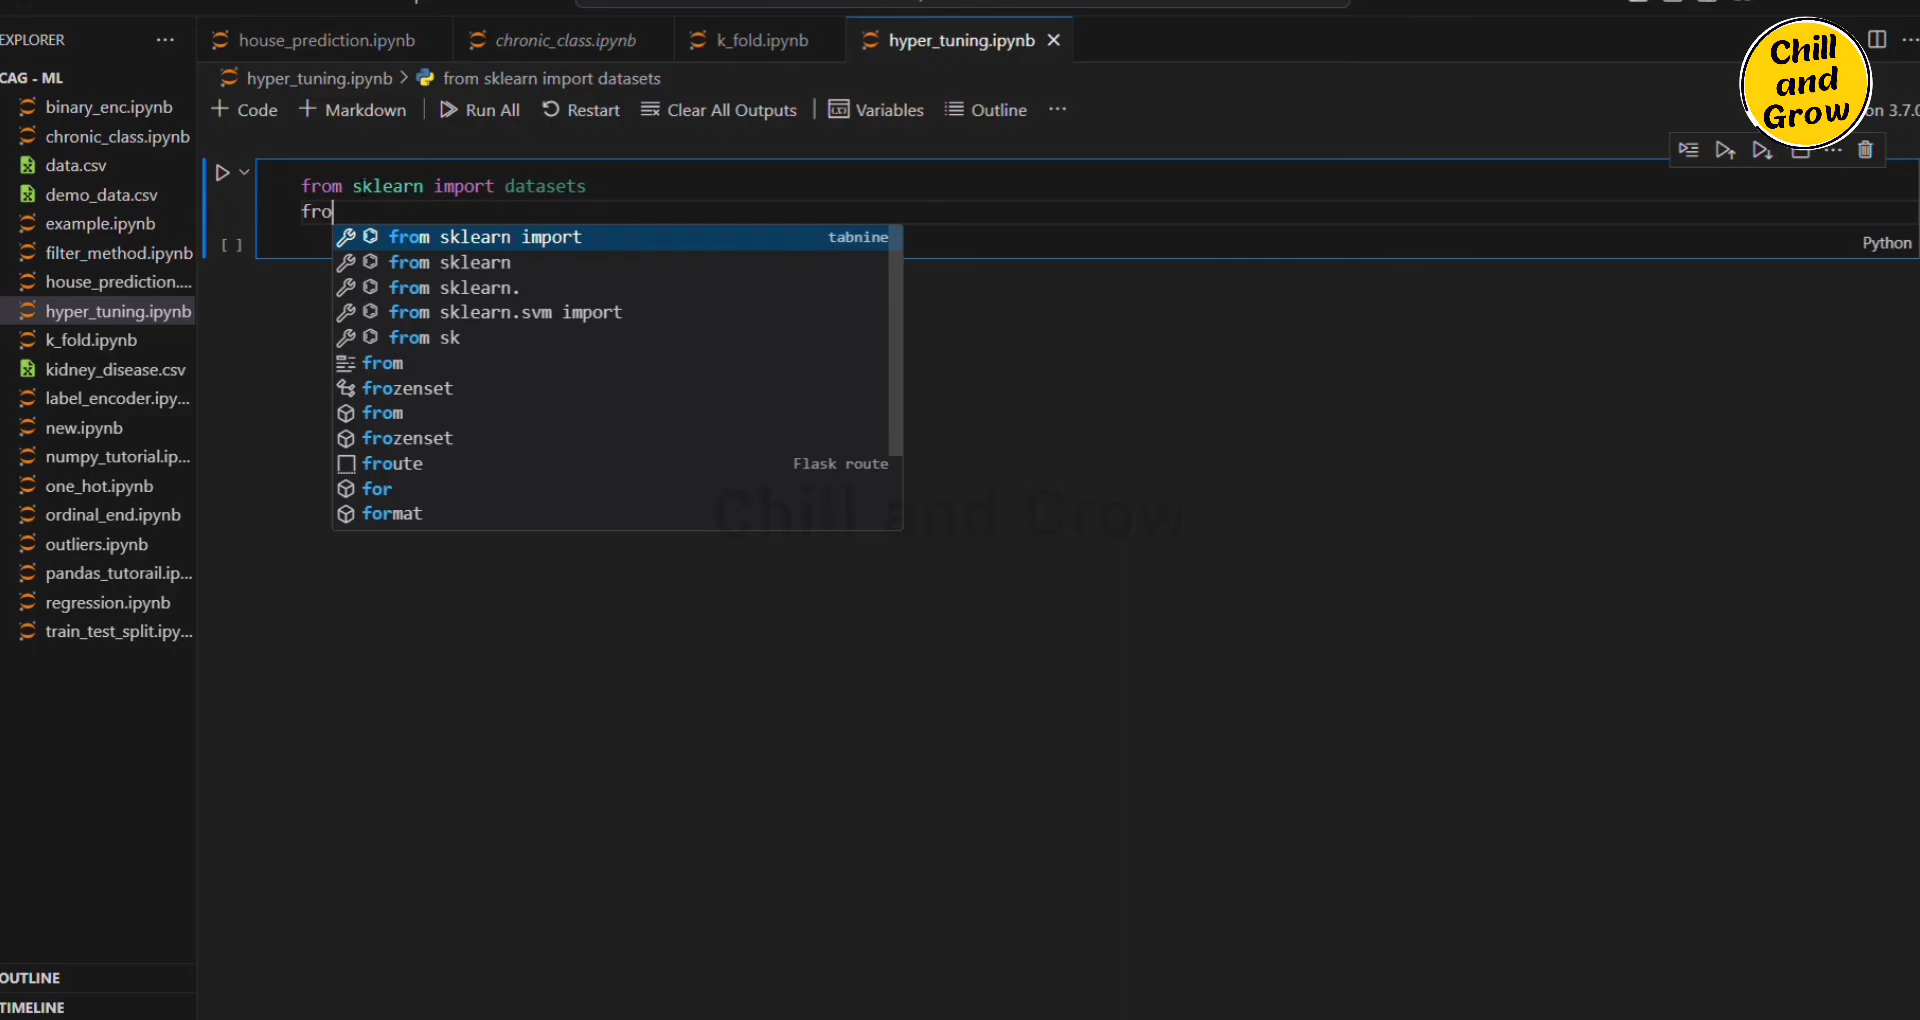 EXPLORER
CAG - ML
binary_enc.ipynb
chronic_class.ipynb
data.csv
demo_data.csv
example.ipynb
filter_method.ipynb
house_prediction....
hyper_tuning.ipynb
k_fold.ipynb
kidney_disease.csv
label_encoder.ipy...
new.ipynb
numpy_tutorial.ip...
one_hot.ipynb
ordinal_end.ipynb
outliers.ipynb
pandas_tutorail.ip...
regression.ipynb
train_test_split.ipy...
OUTLINE
TIMELINE
house_prediction.ipynb
chronic_class.ipynb
k_fold.ipynb
hyper_tuning.ipynb
hyper_tuning.ipynb > from sklearn import datasets
+ Code + Markdown Run All Restart Clear All Outputs Variables Outline ...
on 3.7.0
from sklearn import datasets
fro
[ ]
Python
from sklearn import tabnine
from sklearn
from sklearn.
from sklearn.svm import
from sk
from
frozenset
from
frozenset
froute Flask route
for
format
Chill
and
Grow
Chill and Grow